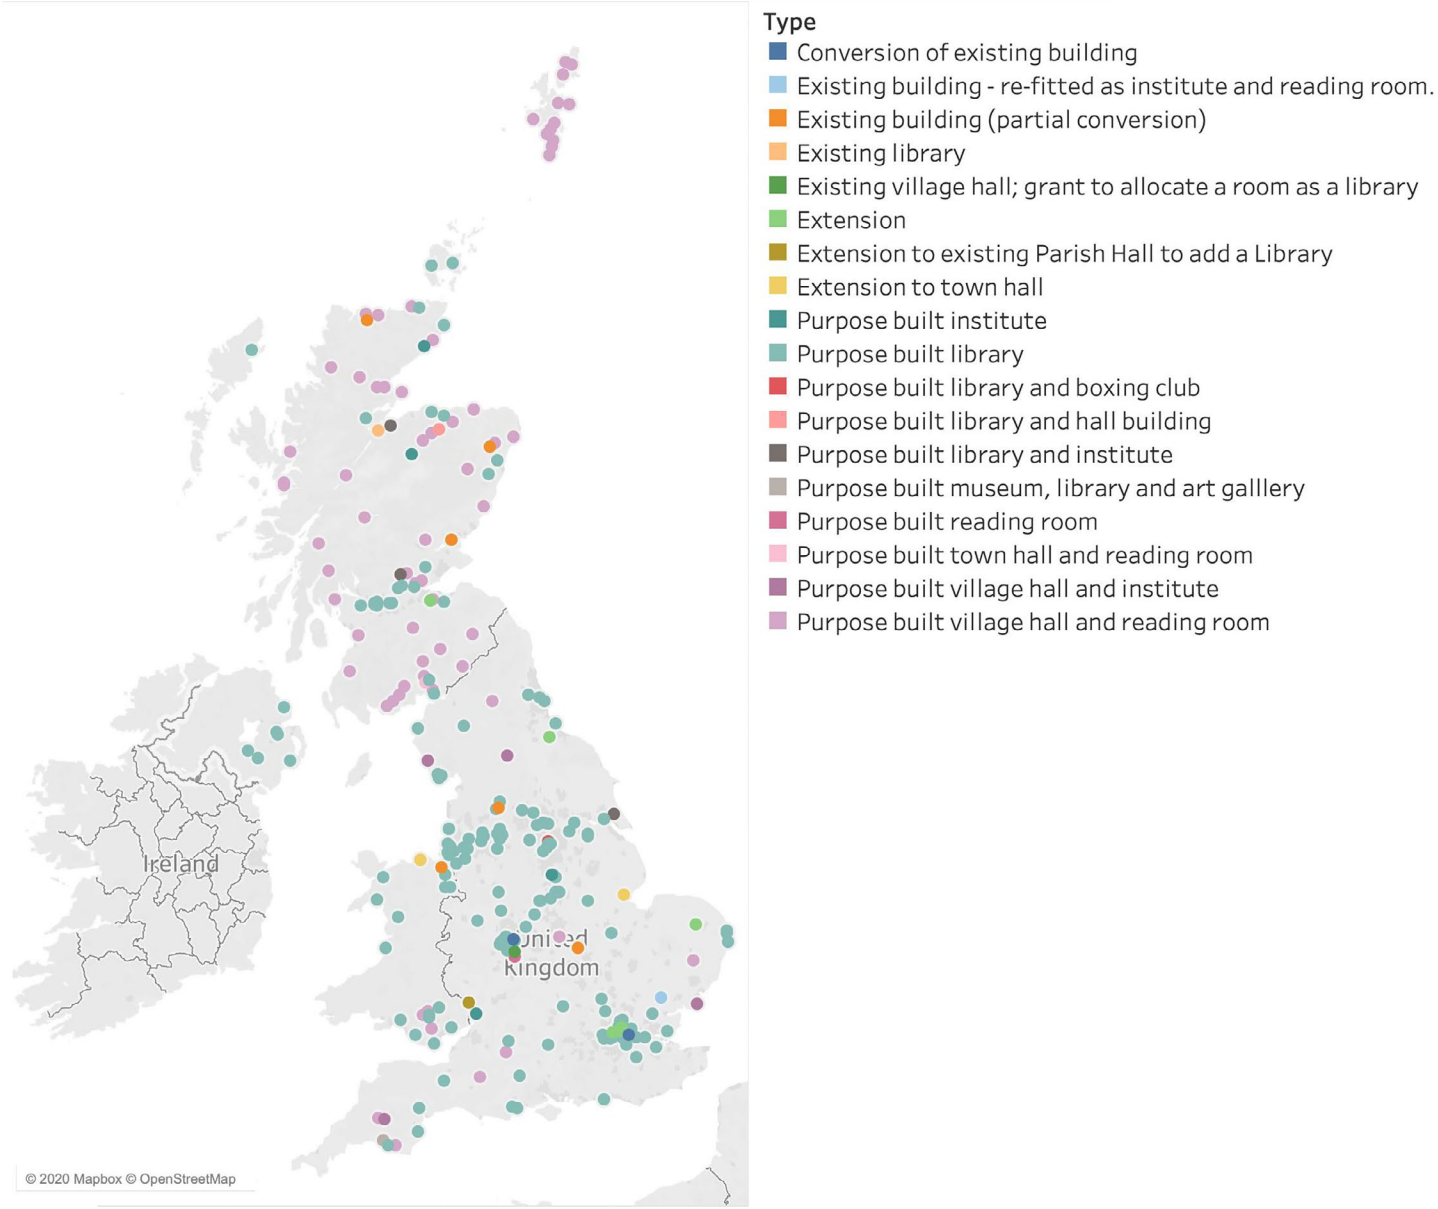 Type
Conversion of existing building
Existing building - re-fitted as institute and reading room.
Existing building (partial conversion)
Existing library
Existing village hall; grant to allocate a room as a library
Extension
Extension to existing Parish Hall to add a Library
Extension to town hall
Purpose built institute
Purpose built library
Purpose built library and boxing club
Purpose built library and hall building
Purpose built library and institute
Purpose built museum, library and art galllery
Purpose built reading room
Purpose built town hall and reading room
Purpose built village hall and institute
Purpose built village hall and reading room
Ireland
United
Kingdom
© 2020 Mapbox © OpenStreetMap